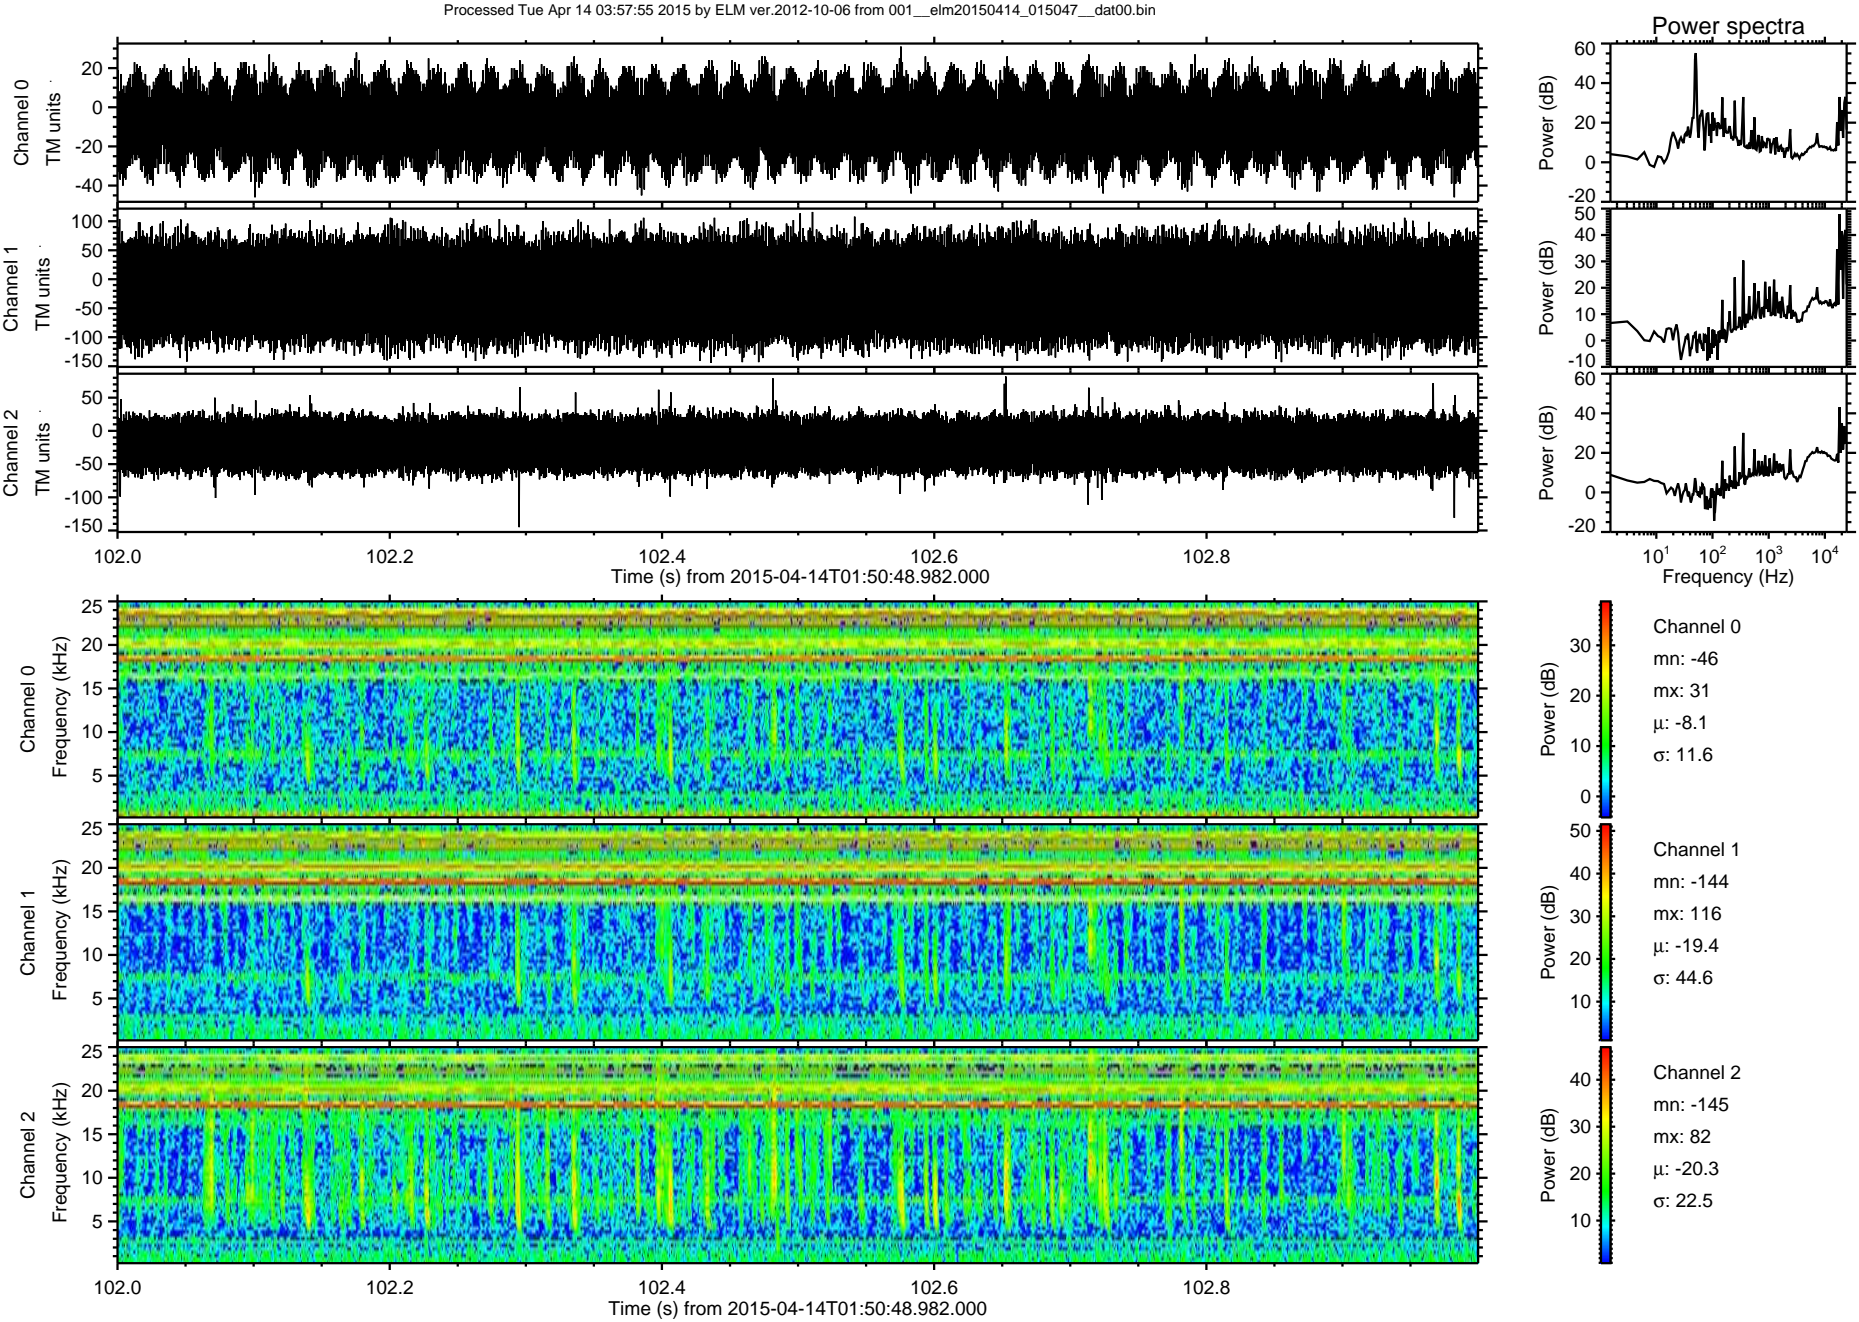 Processed Tue Apr 14 03:57:55 2015 by ELM ver.2012-10-06 from 001__elm20150414_015047__dat00.bin
Power spectra
Channel 0
TM units
20
0
-20
-40
Power (dB)
60
40
20
0
-20
Channel 1
TM units
100
50
0
-50
-100
-150
Power (dB)
50
40
30
20
10
0
-10
Channel 2
TM units
50
0
-50
-100
-150
Power (dB)
60
40
20
0
-20
102.0 102.2 102.4 102.6 102.8
Time (s) from 2015-04-14T01:50:48.982.000
10¹ 10² 10³ 10⁴
Frequency (Hz)
Channel 0
Frequency (kHz)
25
20
15
10
5
Power (dB)
30
20
10
0
Channel 0
mn: -46
mx: 31
μ: -8.1
σ: 11.6
Channel 1
Frequency (kHz)
25
20
15
10
5
Power (dB)
50
40
30
20
10
Channel 1
mn: -144
mx: 116
μ: -19.4
σ: 44.6
Channel 2
Frequency (kHz)
25
20
15
10
5
Power (dB)
40
30
20
10
Channel 2
mn: -145
mx: 82
μ: -20.3
σ: 22.5
102.0 102.2 102.4 102.6 102.8
Time (s) from 2015-04-14T01:50:48.982.000